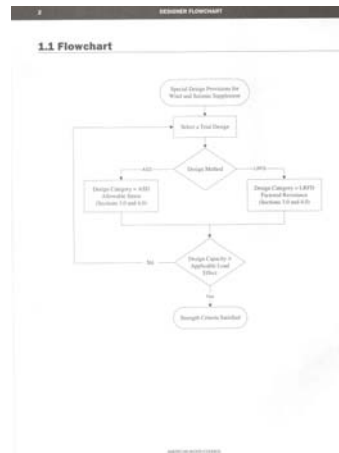 2
DESIGNER FLOWCHART
1.1 Flowchart
Special Design Provisions for
Wind and Seismic Supplement
Select a Trial Design
Design Method
ASD
LRFD
Design Category = ASD
Allowable Stress
(Sections 3.0 and 4.0)
Design Category = LRFD
Factored Resistance
(Sections 3.0 and 4.0)
Design Capacity ≥
Applicable Load
Effect
No
Yes
Strength Criteria Satisfied